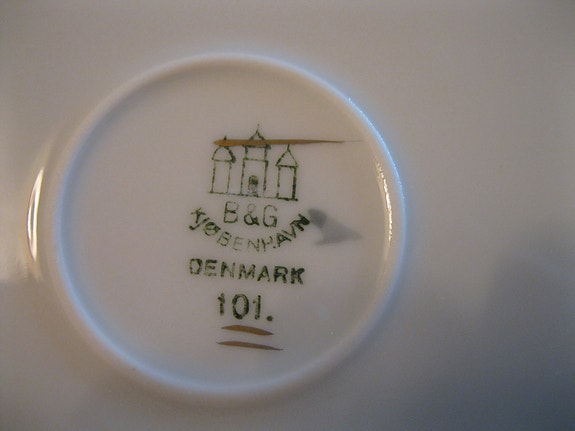 B&G
KJØBENHAVN
DENMARK
101.